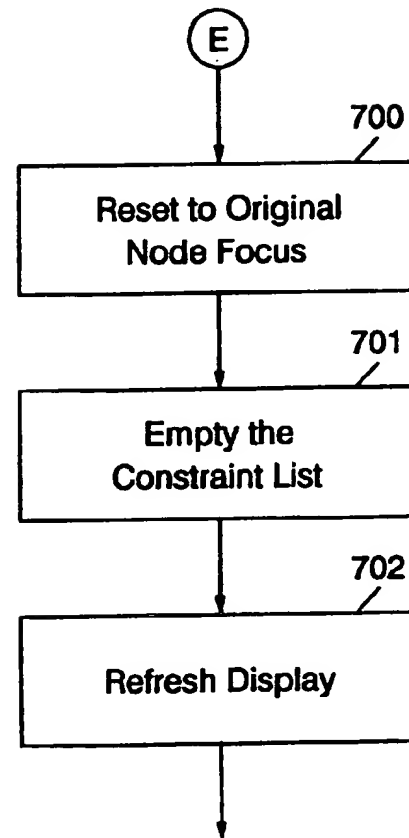 E
700
Reset to Original
Node Focus
701
Empty the
Constraint List
702
Refresh Display